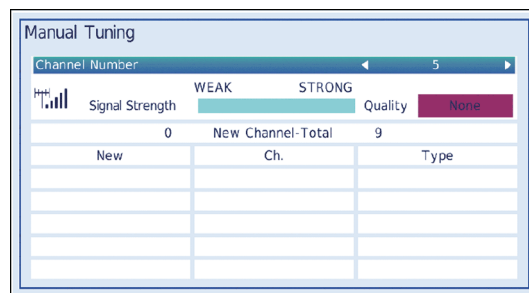 Manual Tuning
Channel Number 5
WEAK STRONG
Signal Strength Quality None
0 New Channel-Total 9
New Ch. Type